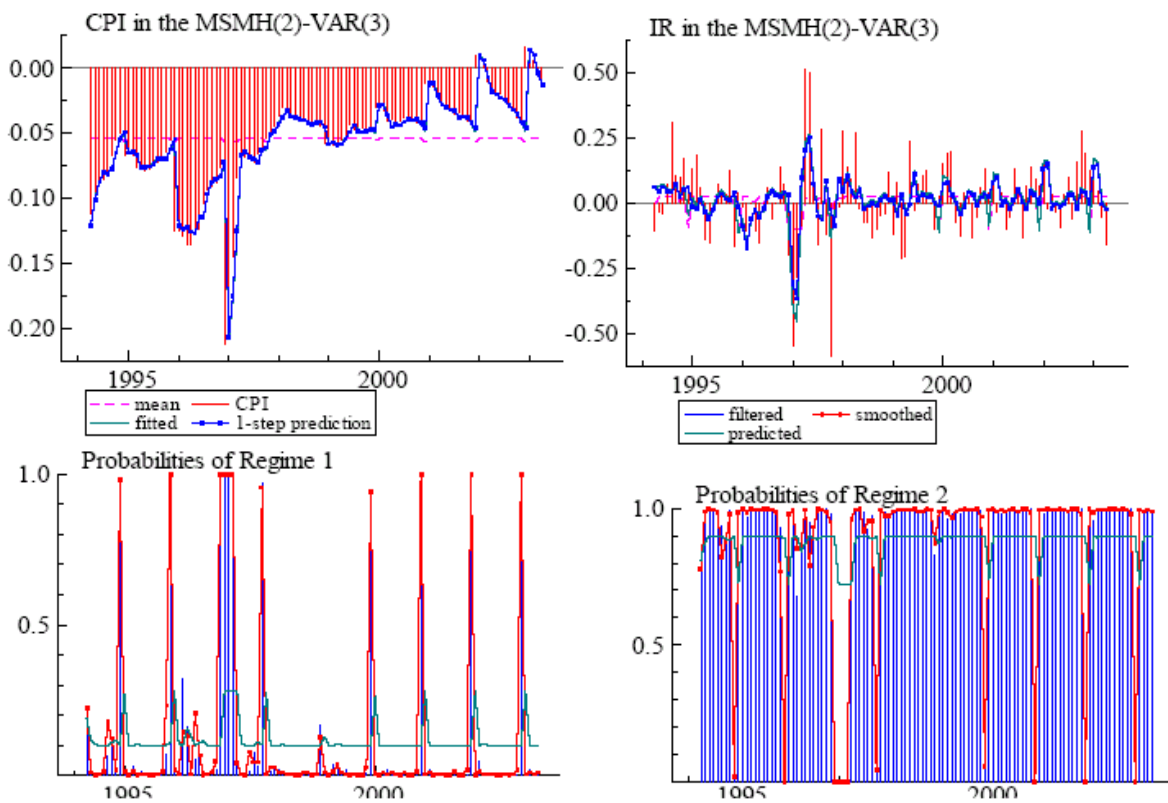 CPI in the MSMH(2)-VAR(3)
0.00
-0.05
0.10
0.15
0.20
1995 2000
mean CPI
fitted 1-step prediction
IR in the MSMH(2)-VAR(3)
0.50
0.25
0.00
-0.25
-0.50
1995 2000
filtered smoothed
predicted
Probabilities of Regime 1
1.0
0.5
1995 2000
Probabilities of Regime 2
1.0
0.5
1995 2000